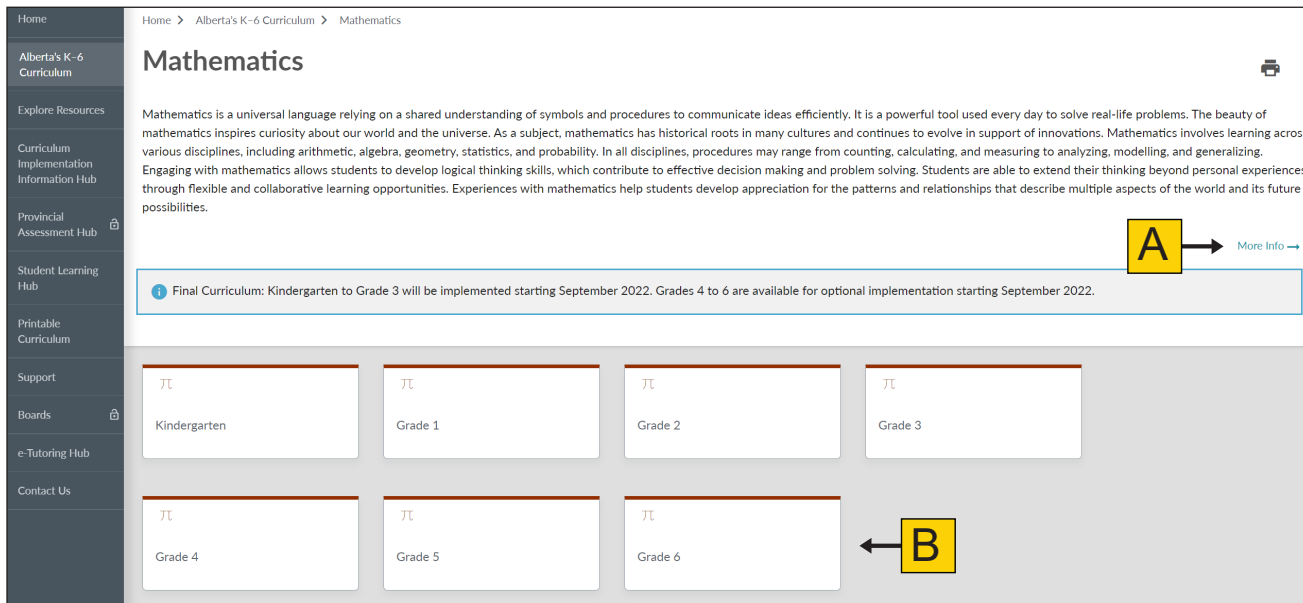 Home
Alberta's K–6
Curriculum
Explore Resources
Curriculum
Implementation
Information Hub
Provincial
Assessment Hub
Student Learning
Hub
Printable
Curriculum
Support
Boards
e-Tutoring Hub
Contact Us
Home > Alberta's K–6 Curriculum > Mathematics
Mathematics
Mathematics is a universal language relying on a shared understanding of symbols and procedures to communicate ideas efficiently. It is a powerful tool used every day to solve real-life problems. The beauty of
mathematics inspires curiosity about our world and the universe. As a subject, mathematics has historical roots in many cultures and continues to evolve in support of innovations. Mathematics involves learning acros
various disciplines, including arithmetic, algebra, geometry, statistics, and probability. In all disciplines, procedures may range from counting, calculating, and measuring to analyzing, modelling, and generalizing.
Engaging with mathematics allows students to develop logical thinking skills, which contribute to effective decision making and problem solving. Students are able to extend their thinking beyond personal experiences
through flexible and collaborative learning opportunities. Experiences with mathematics help students develop appreciation for the patterns and relationships that describe multiple aspects of the world and its future
possibilities.
A More Info →
i Final Curriculum: Kindergarten to Grade 3 will be implemented starting September 2022. Grades 4 to 6 are available for optional implementation starting September 2022.
π π π π
Kindergarten Grade 1 Grade 2 Grade 3
π π π
Grade 4 Grade 5 Grade 6 B